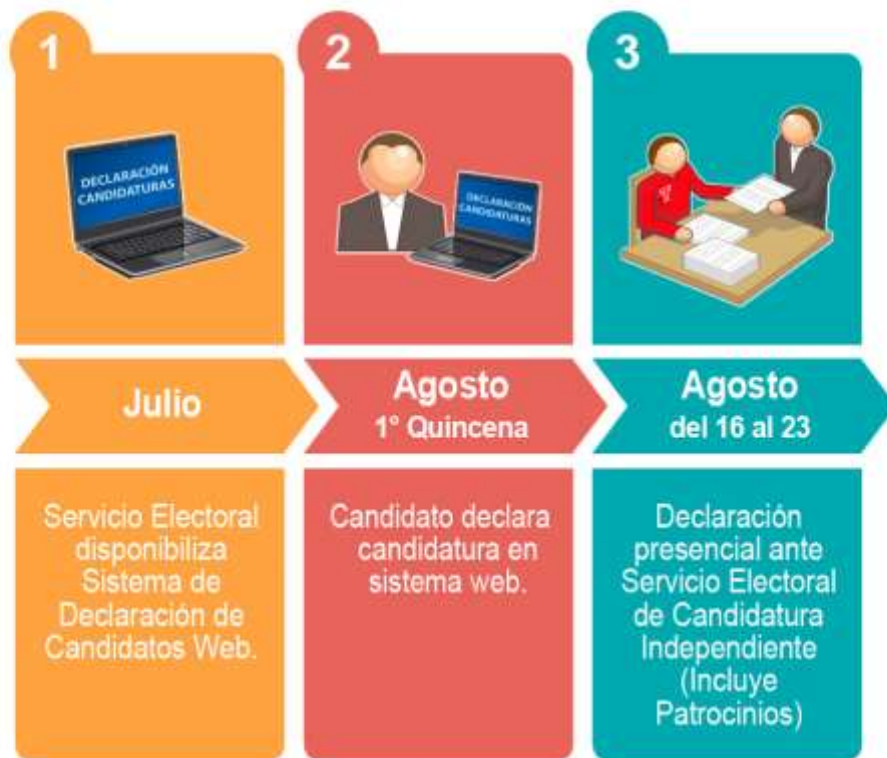 1
DECLARACIÓN
CANDIDATURAS
Julio
Servicio Electoral
disponibiliza
Sistema de
Declaración de
Candidatos Web.
2
DECLARACIÓN
CANDIDATURAS
Agosto
1° Quincena
Candidato declara
candidatura en
sistema web.
3
Agosto
del 16 al 23
Declaración
presencial ante
Servicio Electoral
de Candidatura
Independiente
(Incluye
Patrocinios)